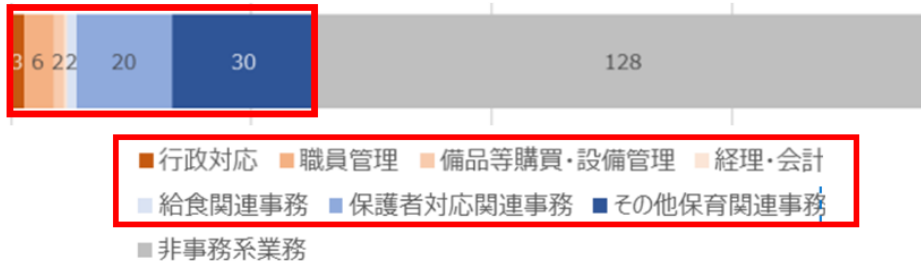 3 6 2 2 20 30 128
■行政対応 ■職員管理 ■備品等購買・設備管理 ■経理・会計
■給食関連事務 ■保護者対応関連事務 ■その他保育関連事務
■非事務系業務